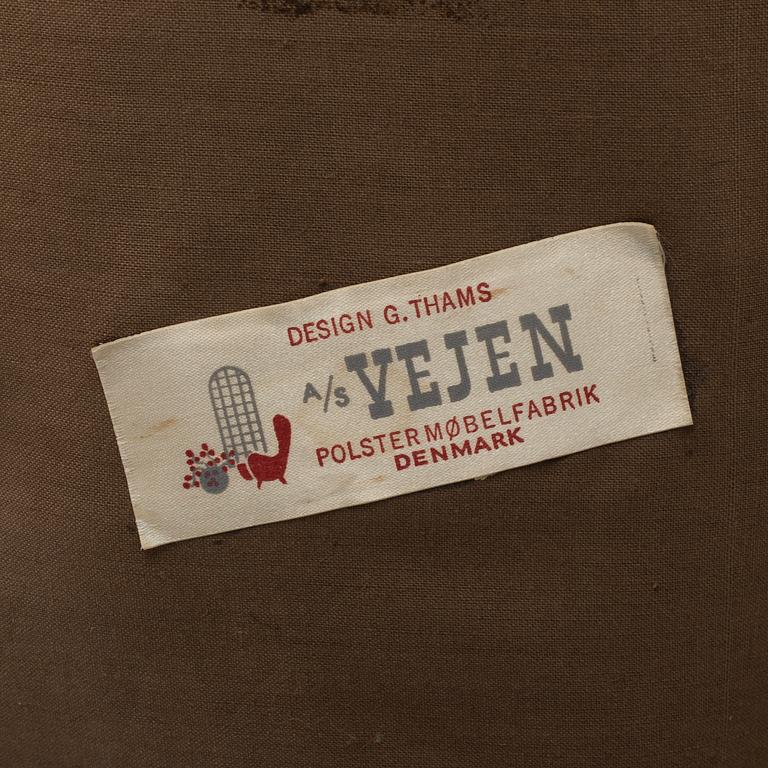 DESIGN G. THAMS
A/S VEJEN
POLSTERMØBELFABRIK
DENMARK